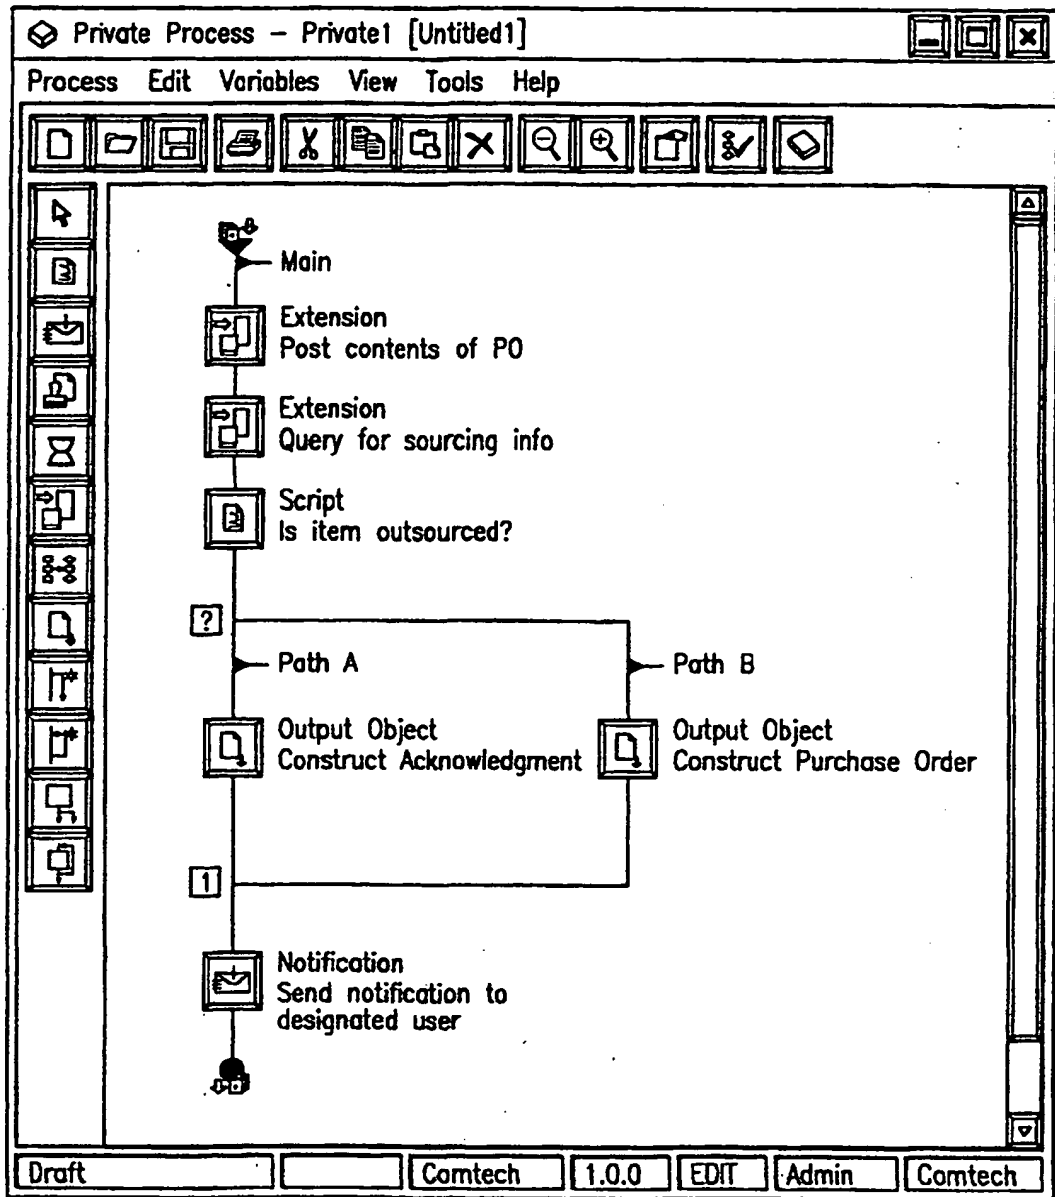 Private Process – Private1 [Untitled1]
Process Edit Variables View Tools Help
Main
Extension
Post contents of PO
Extension
Query for sourcing info
Script
Is item outsourced?
?
Path A
Path B
Output Object
Construct Acknowledgment
Output Object
Construct Purchase Order
1
Notification
Send notification to
designated user
Draft Comtech 1.0.0 EDIT Admin Comtech